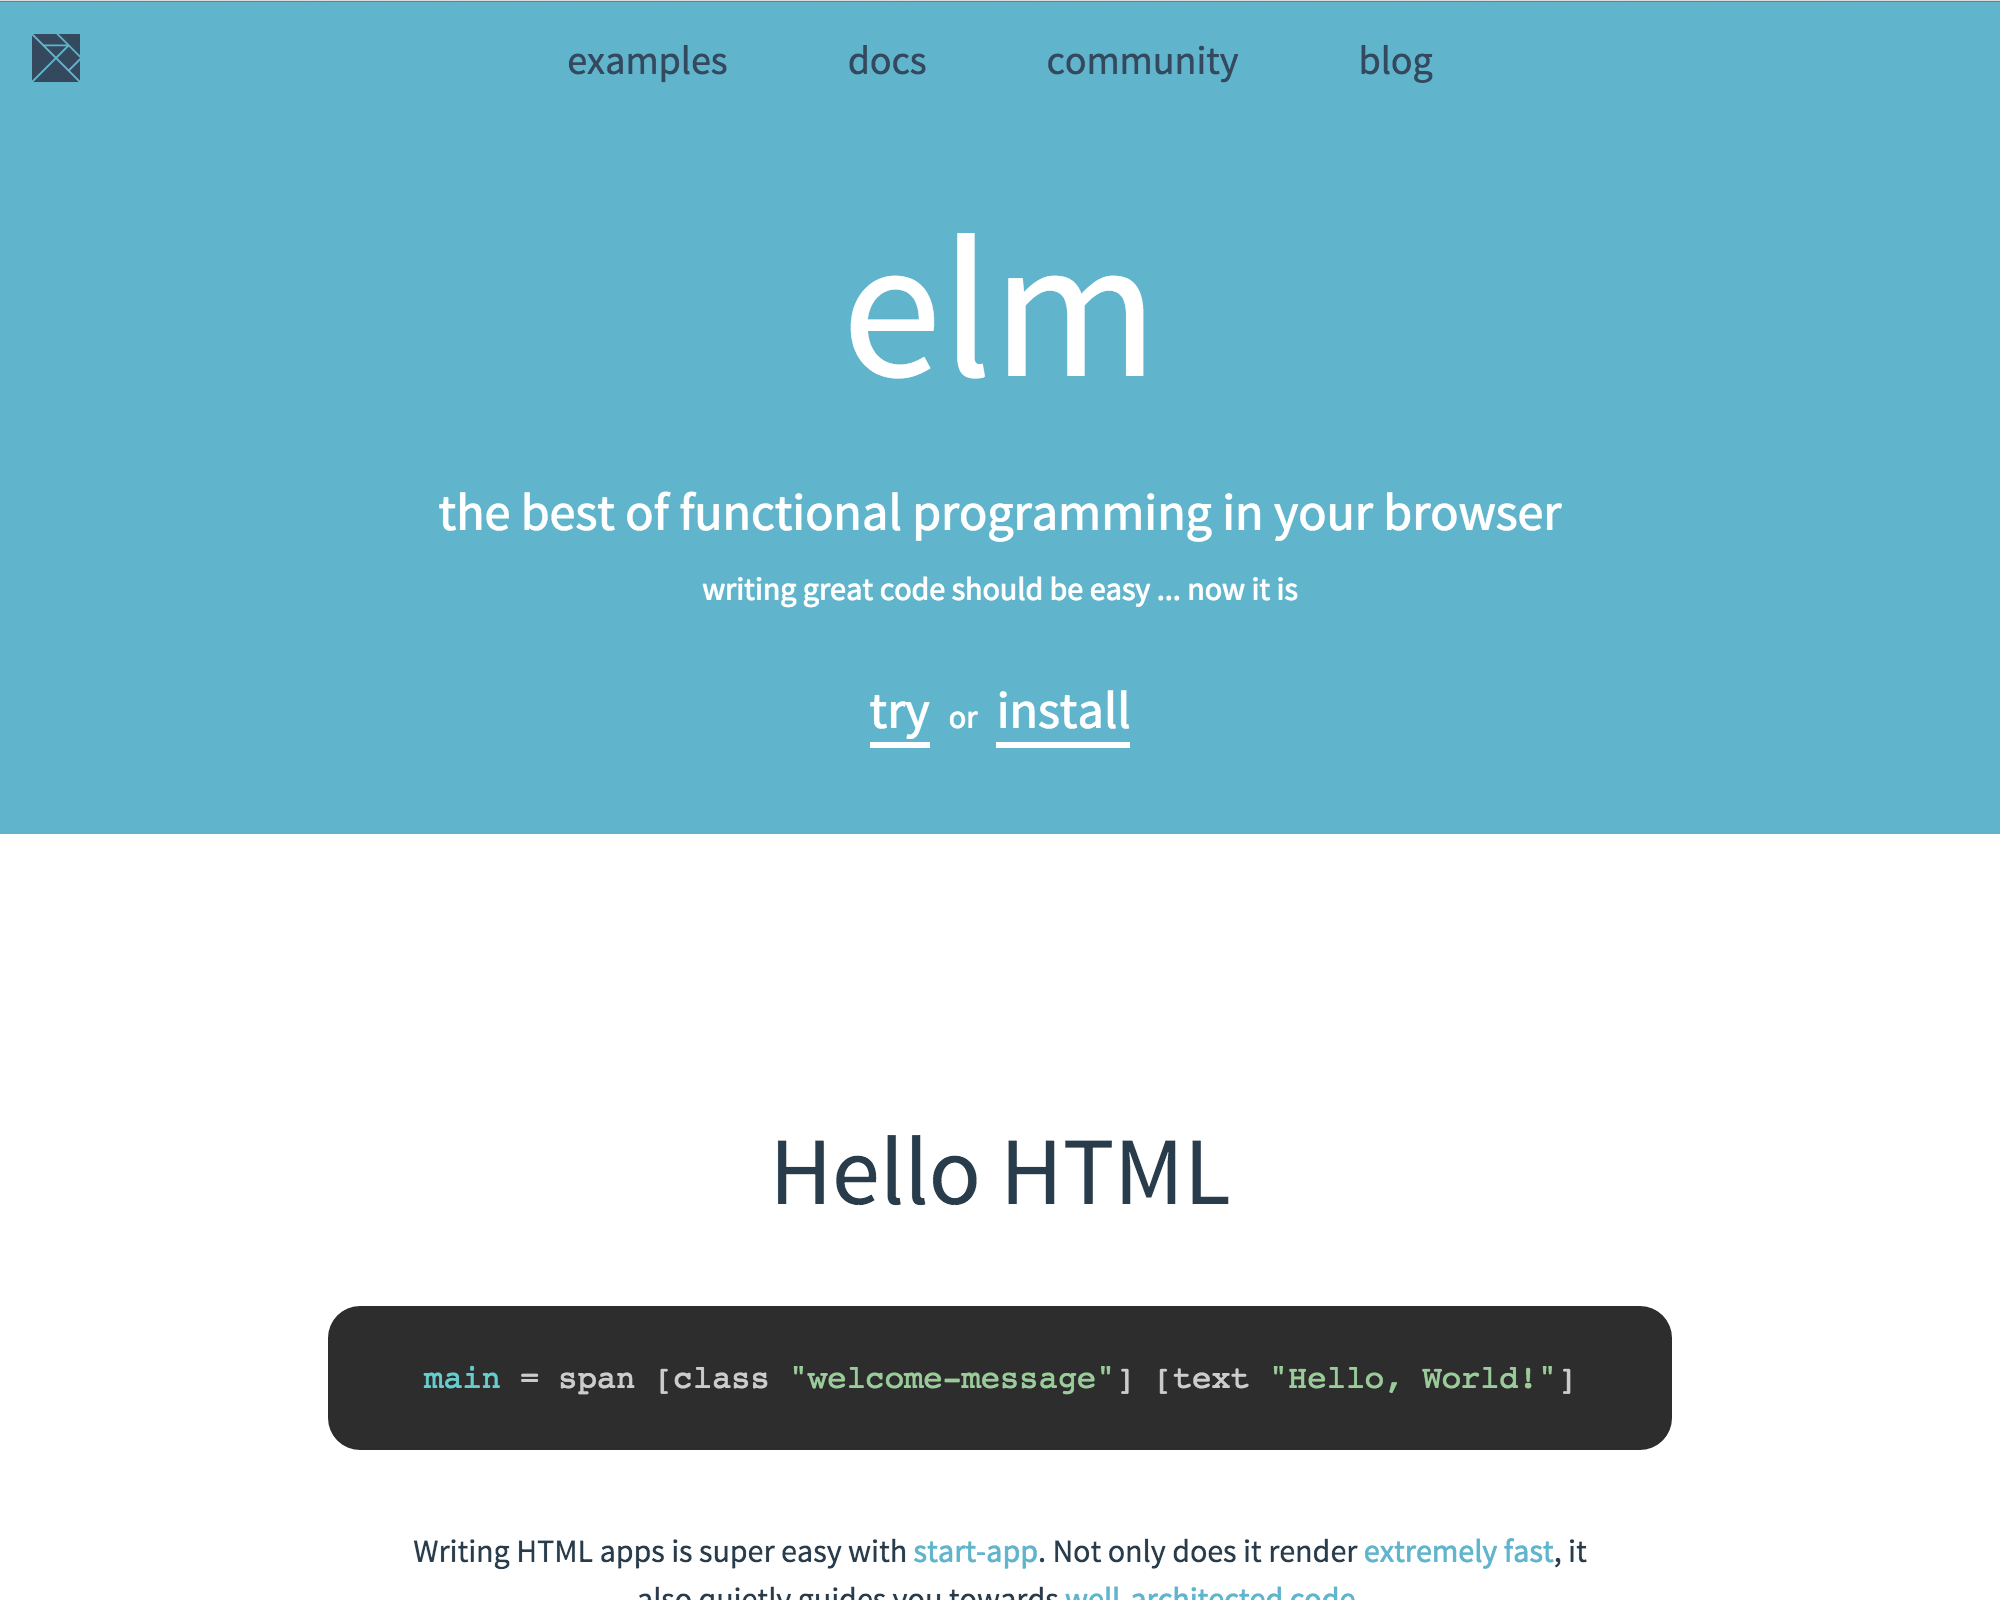 examples docs community blog
elm
the best of functional programming in your browser
writing great code should be easy ... now it is
try or install
Hello HTML
main = span [class "welcome-message"] [text "Hello, World!"]
Writing HTML apps is super easy with start-app. Not only does it render extremely fast, it
also quietly guides you towards well-architected code.